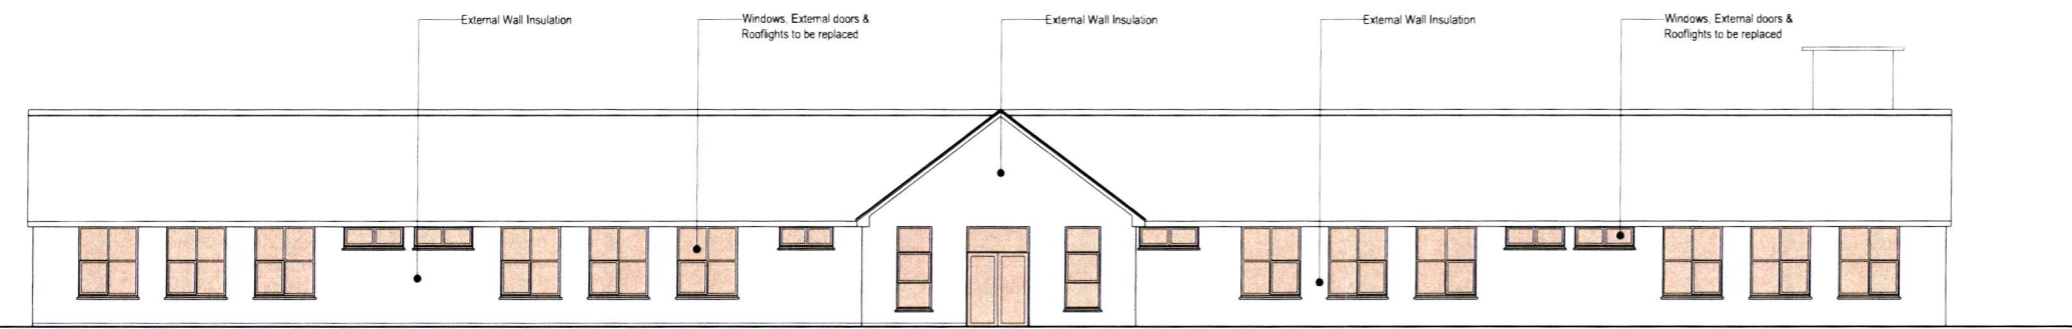 External Wall Insulation
Windows, External doors &
Rooflights to be replaced
External Wall Insulation
External Wall Insulation
Windows, External doors &
Rooflights to be replaced